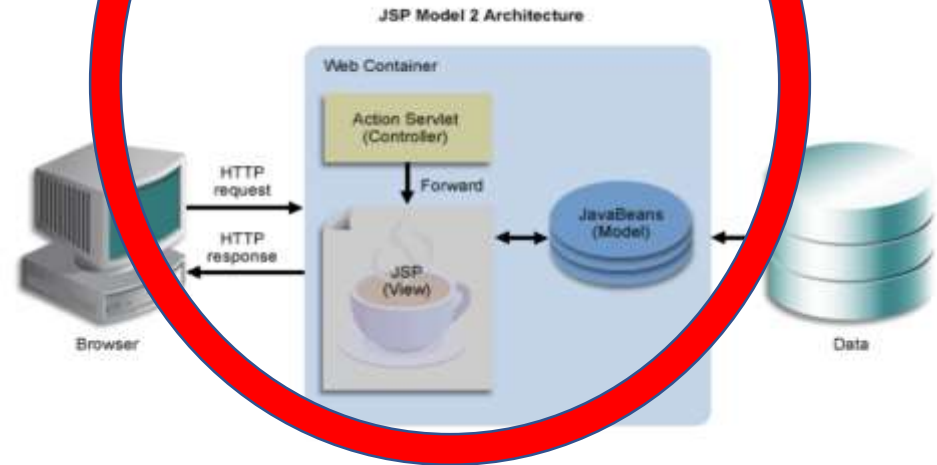 JSP Model 2 Architecture
Web Container
Action Servlet
(Controller)
HTTP
request
Forward
JavaBeans
(Model)
HTTP
response
JSP
(View)
Browser
Data